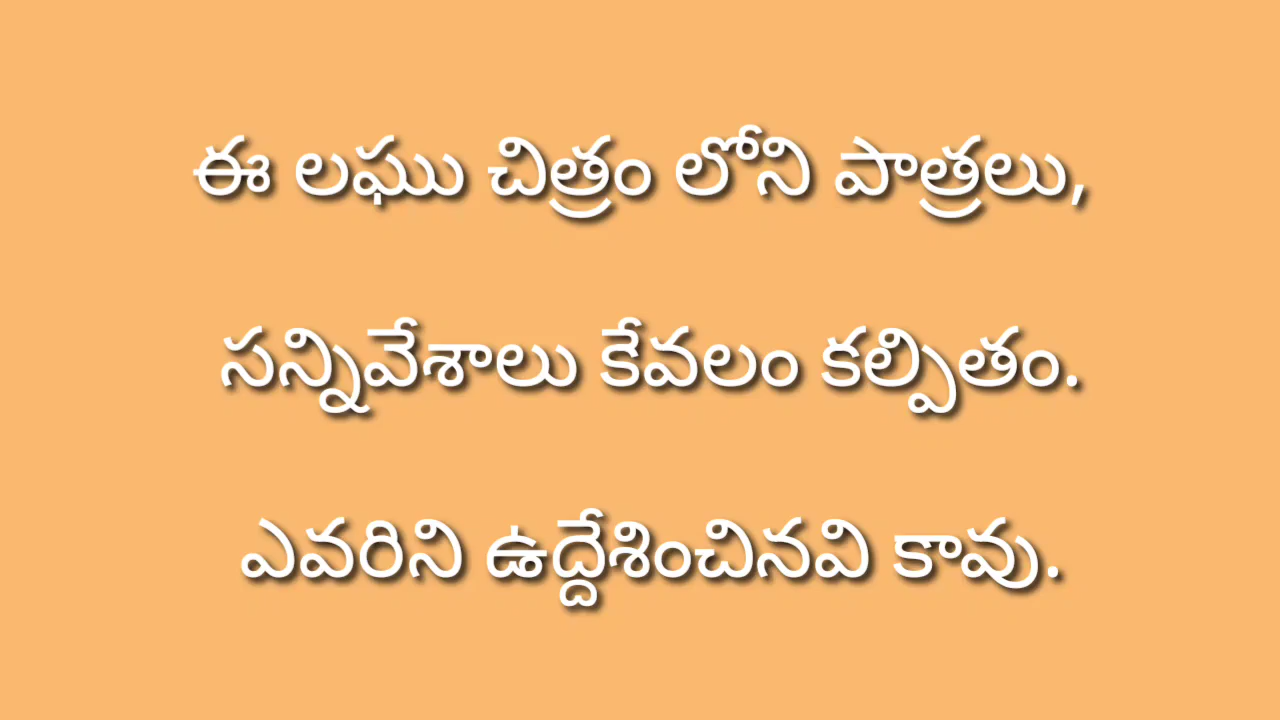 ఈ లఘు చిత్రం లోని పాత్రలు,
సన్నివేశాలు కేవలం కల్పితం.
ఎవరిని ఉద్దేశించినవి కావు.